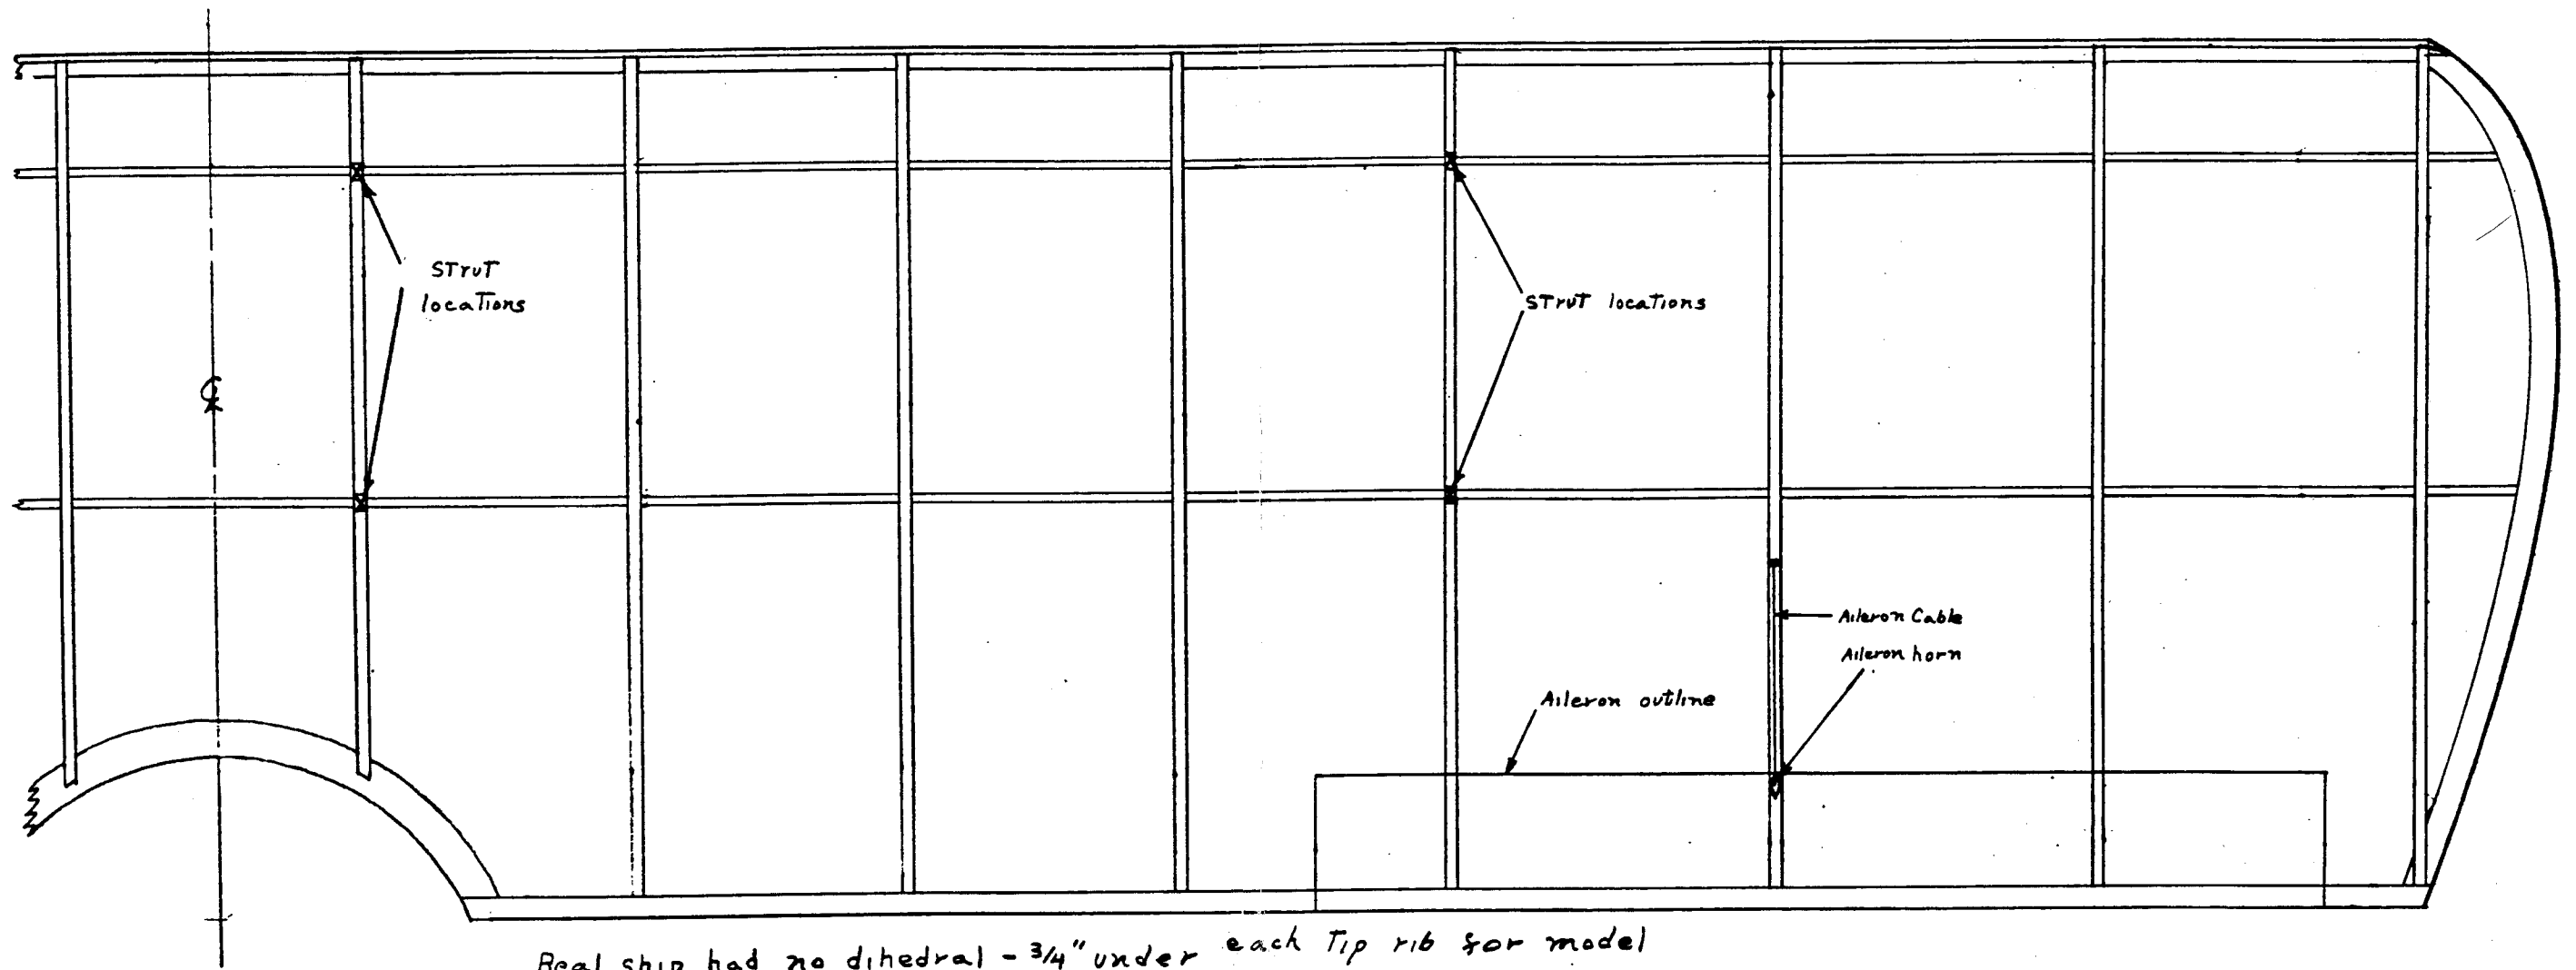 STruT
locations
STruT locations
Aileron Cable
Aileron horn
Aileron outline
Real ship had no dihedral - 3/4" under each Tip rib for model